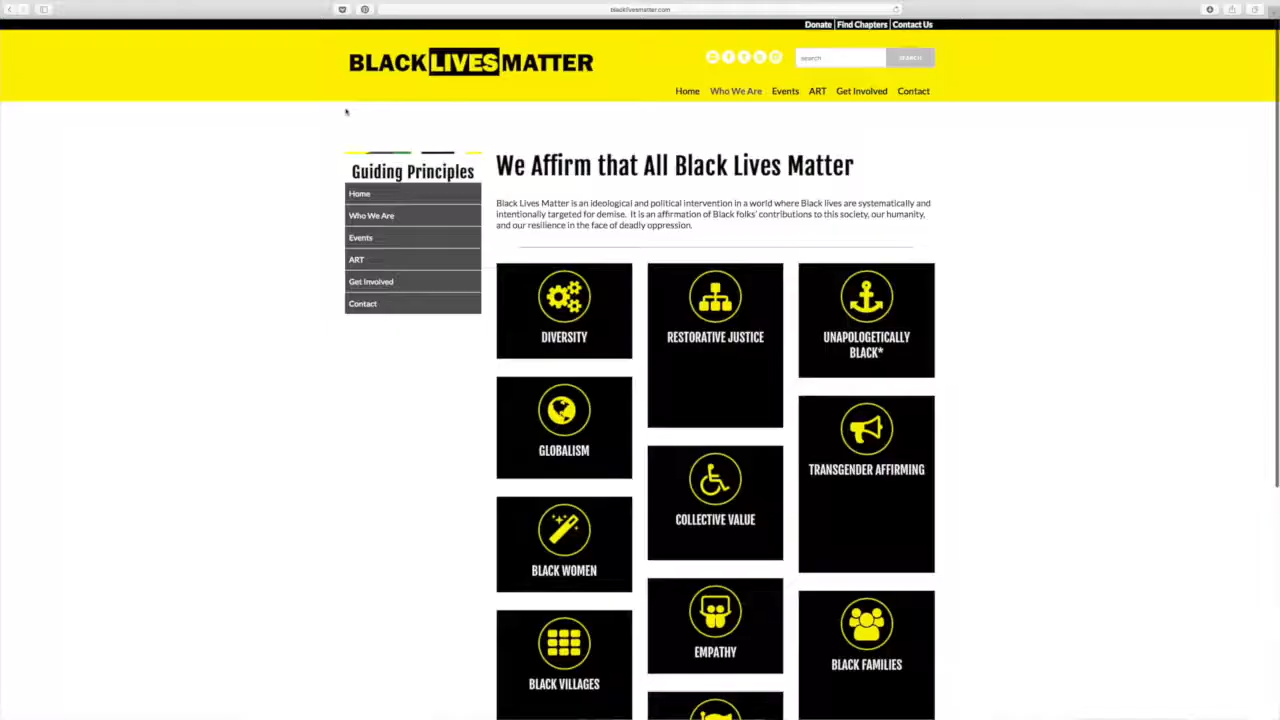 blacklivesmatter.com
Donate | Find Chapters | Contact Us
BLACKLIVESMATTER
search
SEARCH
Home Who We Are Events ART Get Involved Contact
Guiding Principles
Home
Who We Are
Events
ART
Get Involved
Contact
We Affirm that All Black Lives Matter
Black Lives Matter is an ideological and political intervention in a world where Black lives are systematically and
intentionally targeted for demise. It is an affirmation of Black folks' contributions to this society, our humanity,
and our resilience in the face of deadly oppression.
DIVERSITY
RESTORATIVE JUSTICE
UNAPOLOGETICALLY
BLACK*
GLOBALISM
TRANSGENDER AFFIRMING
COLLECTIVE VALUE
BLACK WOMEN
EMPATHY
BLACK FAMILIES
BLACK VILLAGES